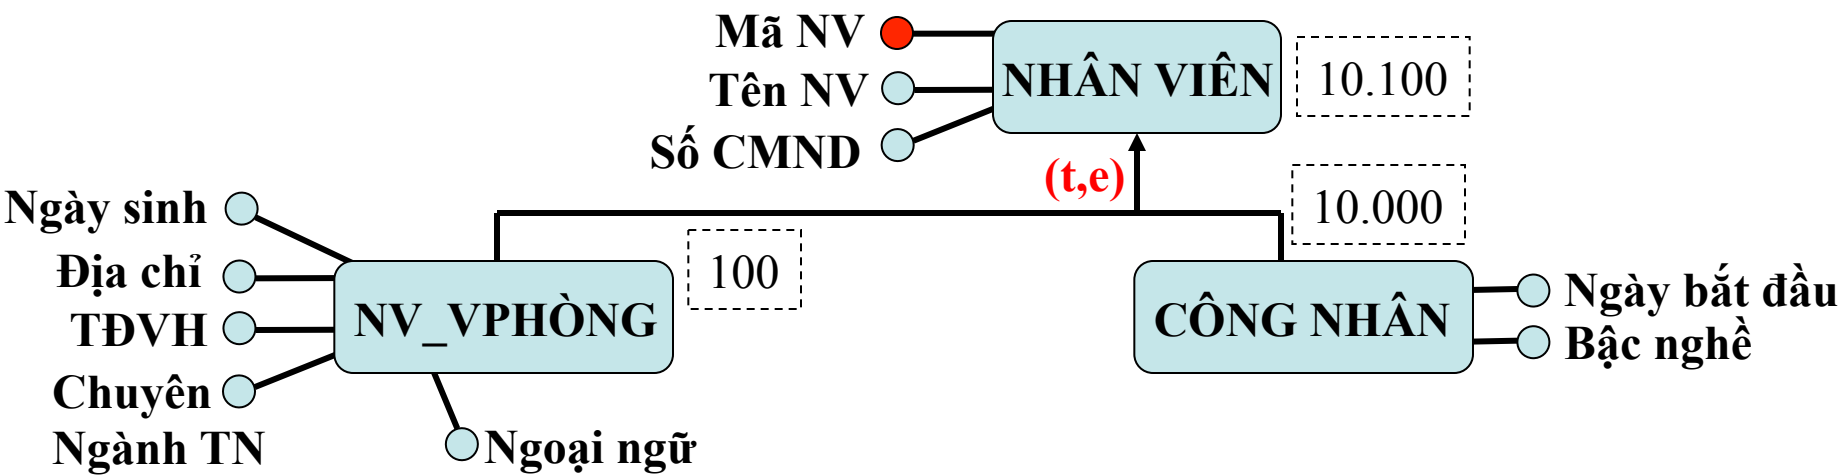 Mã NV
Tên NV
Số CMND
NHÂN VIÊN
10.100
(t,e)
10.000
Ngày sinh
Địa chỉ
TĐVH
Chuyên
Ngành TN
NV_VPHÒNG
100
Ngoại ngữ
CÔNG NHÂN
Ngày bắt đầu
Bậc nghề